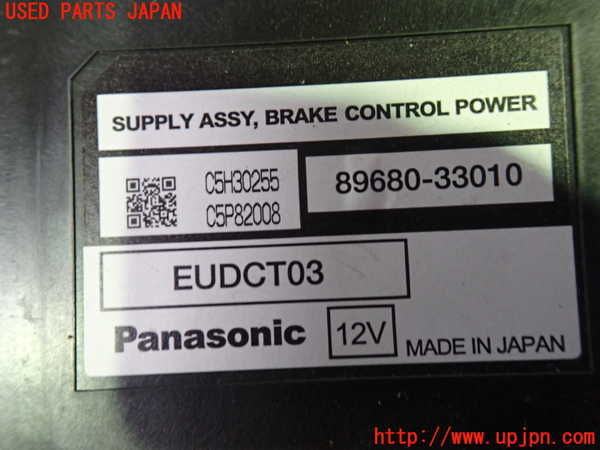 USED PARTS JAPAN
SUPPLY ASSY, BRAKE CONTROL POWER
C5H30255
C5P82008
89680-33010
EUDCT03
Panasonic 12V MADE IN JAPAN
https://www.upjpn.com